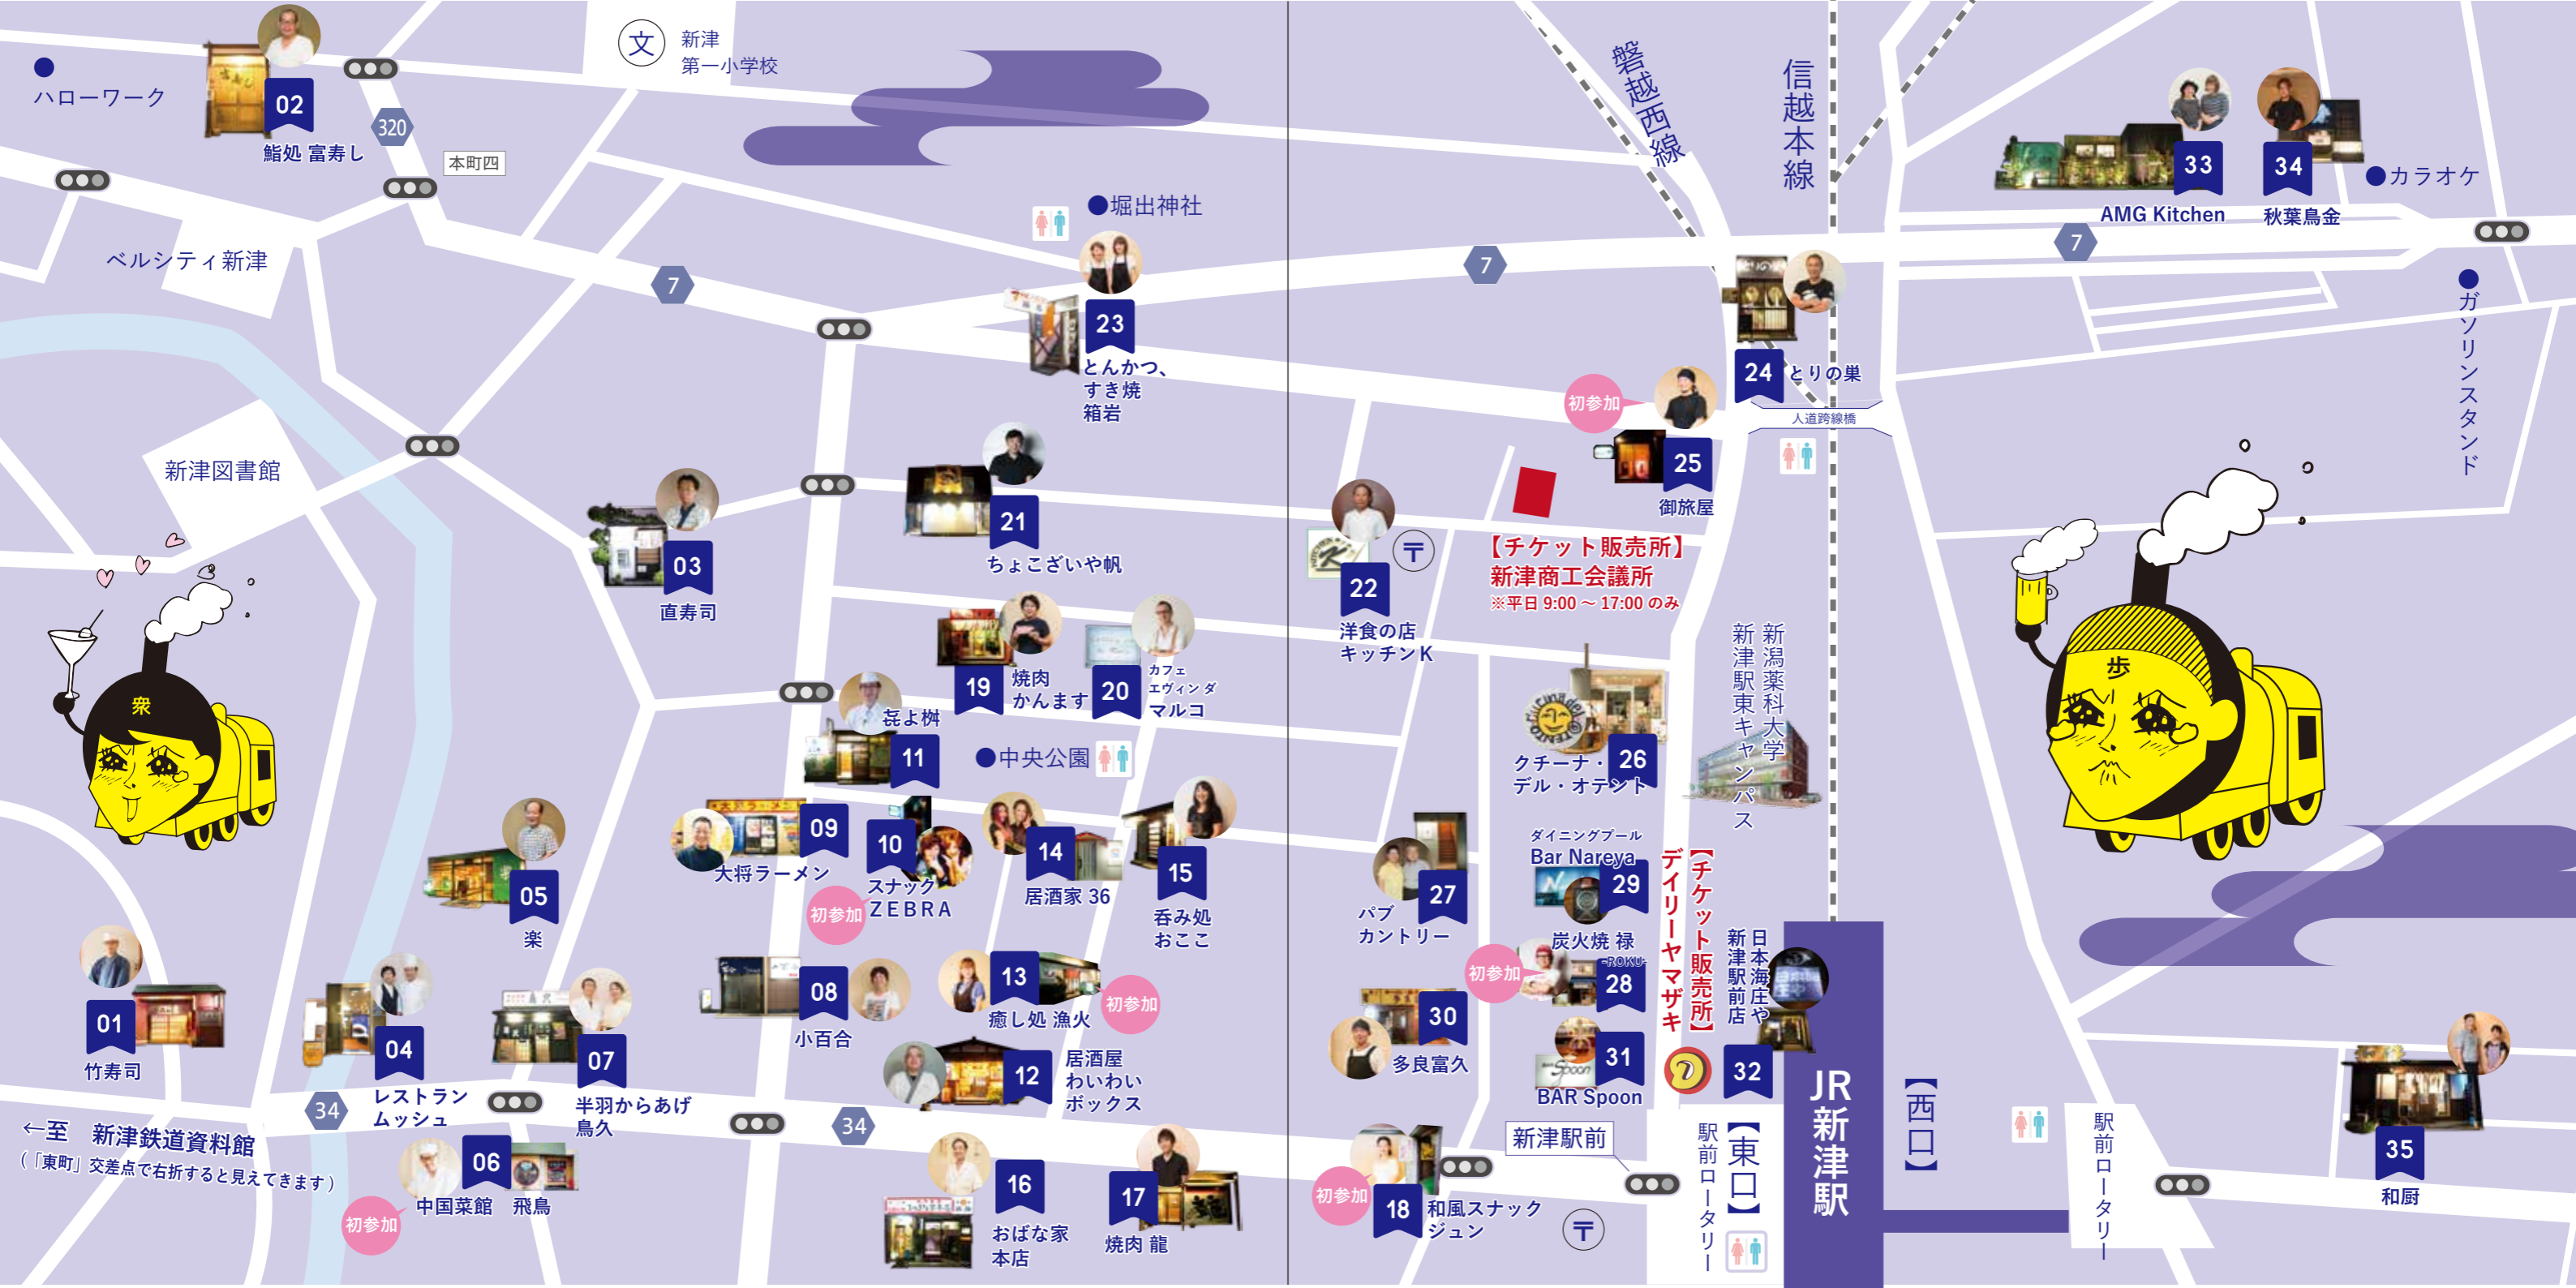 ハローワーク
02
鮨処 富寿し
320
本町四
文
新津
第一小学校
ベルシティ新津
7
堀出神社
23
とんかつ、
すき焼
箱岩
磐越西線
信越本線
7
33
AMG Kitchen
34
秋葉鳥金
カラオケ
7
ガソリンスタンド
24
とりの巣
人道跨線橋
初参加
25
御旅屋
新津図書館
03
直寿司
21
ちょこざいや帆
22
洋食の店
キッチンK
〒
【チケット販売所】
新津商工会議所
※平日 9:00 ~ 17:00 のみ
19
焼肉
かんます
20
カフェ
エヴィン ダ
マルコ
衆
歩
㐂よ桝
11
中央公園
新潟薬科大学
新津駅東キャンパス
クチーナ・
デル・オテント
26
大将ラーメン
09
10
スナック
ZEBRA
初参加
14
居酒家 36
15
呑み処
おここ
05
楽
27
パブ
カントリー
ダイニングプール
Bar Nareya
29
炭火焼 禄
-ROKU-
28
初参加
【チケット販売所】
デイリーヤマザキ
日本海庄や
新津駅前店
32
01
竹寿司
04
レストラン
ムッシュ
07
半羽からあげ
鳥久
08
小百合
13
癒し処 漁火
初参加
12
居酒屋
わいわい
ボックス
30
多良富久
Spoon
31
BAR Spoon
JR新津駅
【西口】
【東口】
駅前ロータリー
駅前ロータリー
新津駅前
34
34
←至 新津鉄道資料館
(「東町」交差点で右折すると見えてきます)
06
中国菜館 飛鳥
初参加
16
おばな家
本店
17
焼肉 龍
18
和風スナック
ジュン
初参加
〒
35
和厨